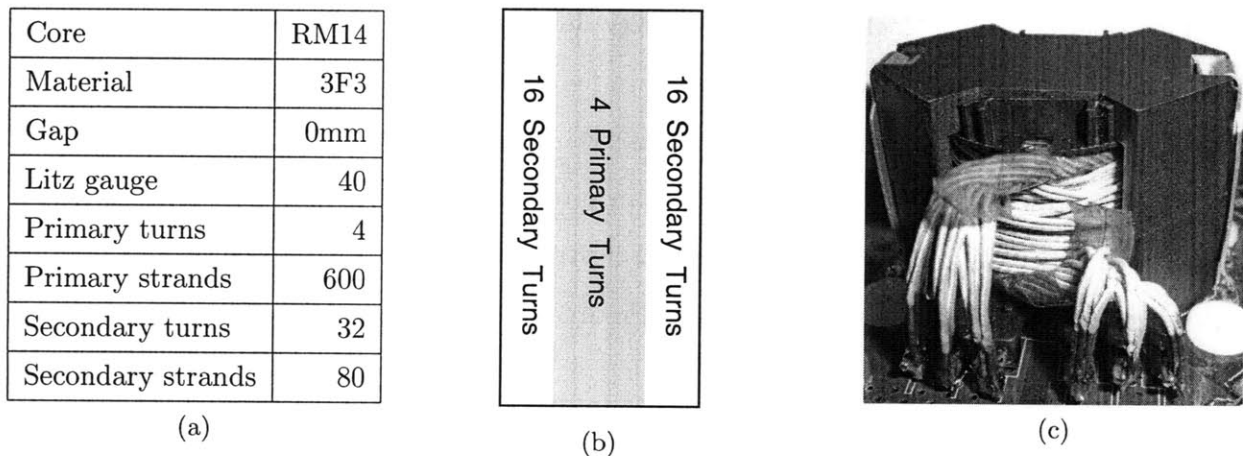 Core RM14
Material 3F3
Gap 0mm
Litz gauge 40
Primary turns 4
Primary strands 600
Secondary turns 32
Secondary strands 80
(a)
16 Secondary Turns
4 Primary Turns
16 Secondary Turns
(b)
(c)